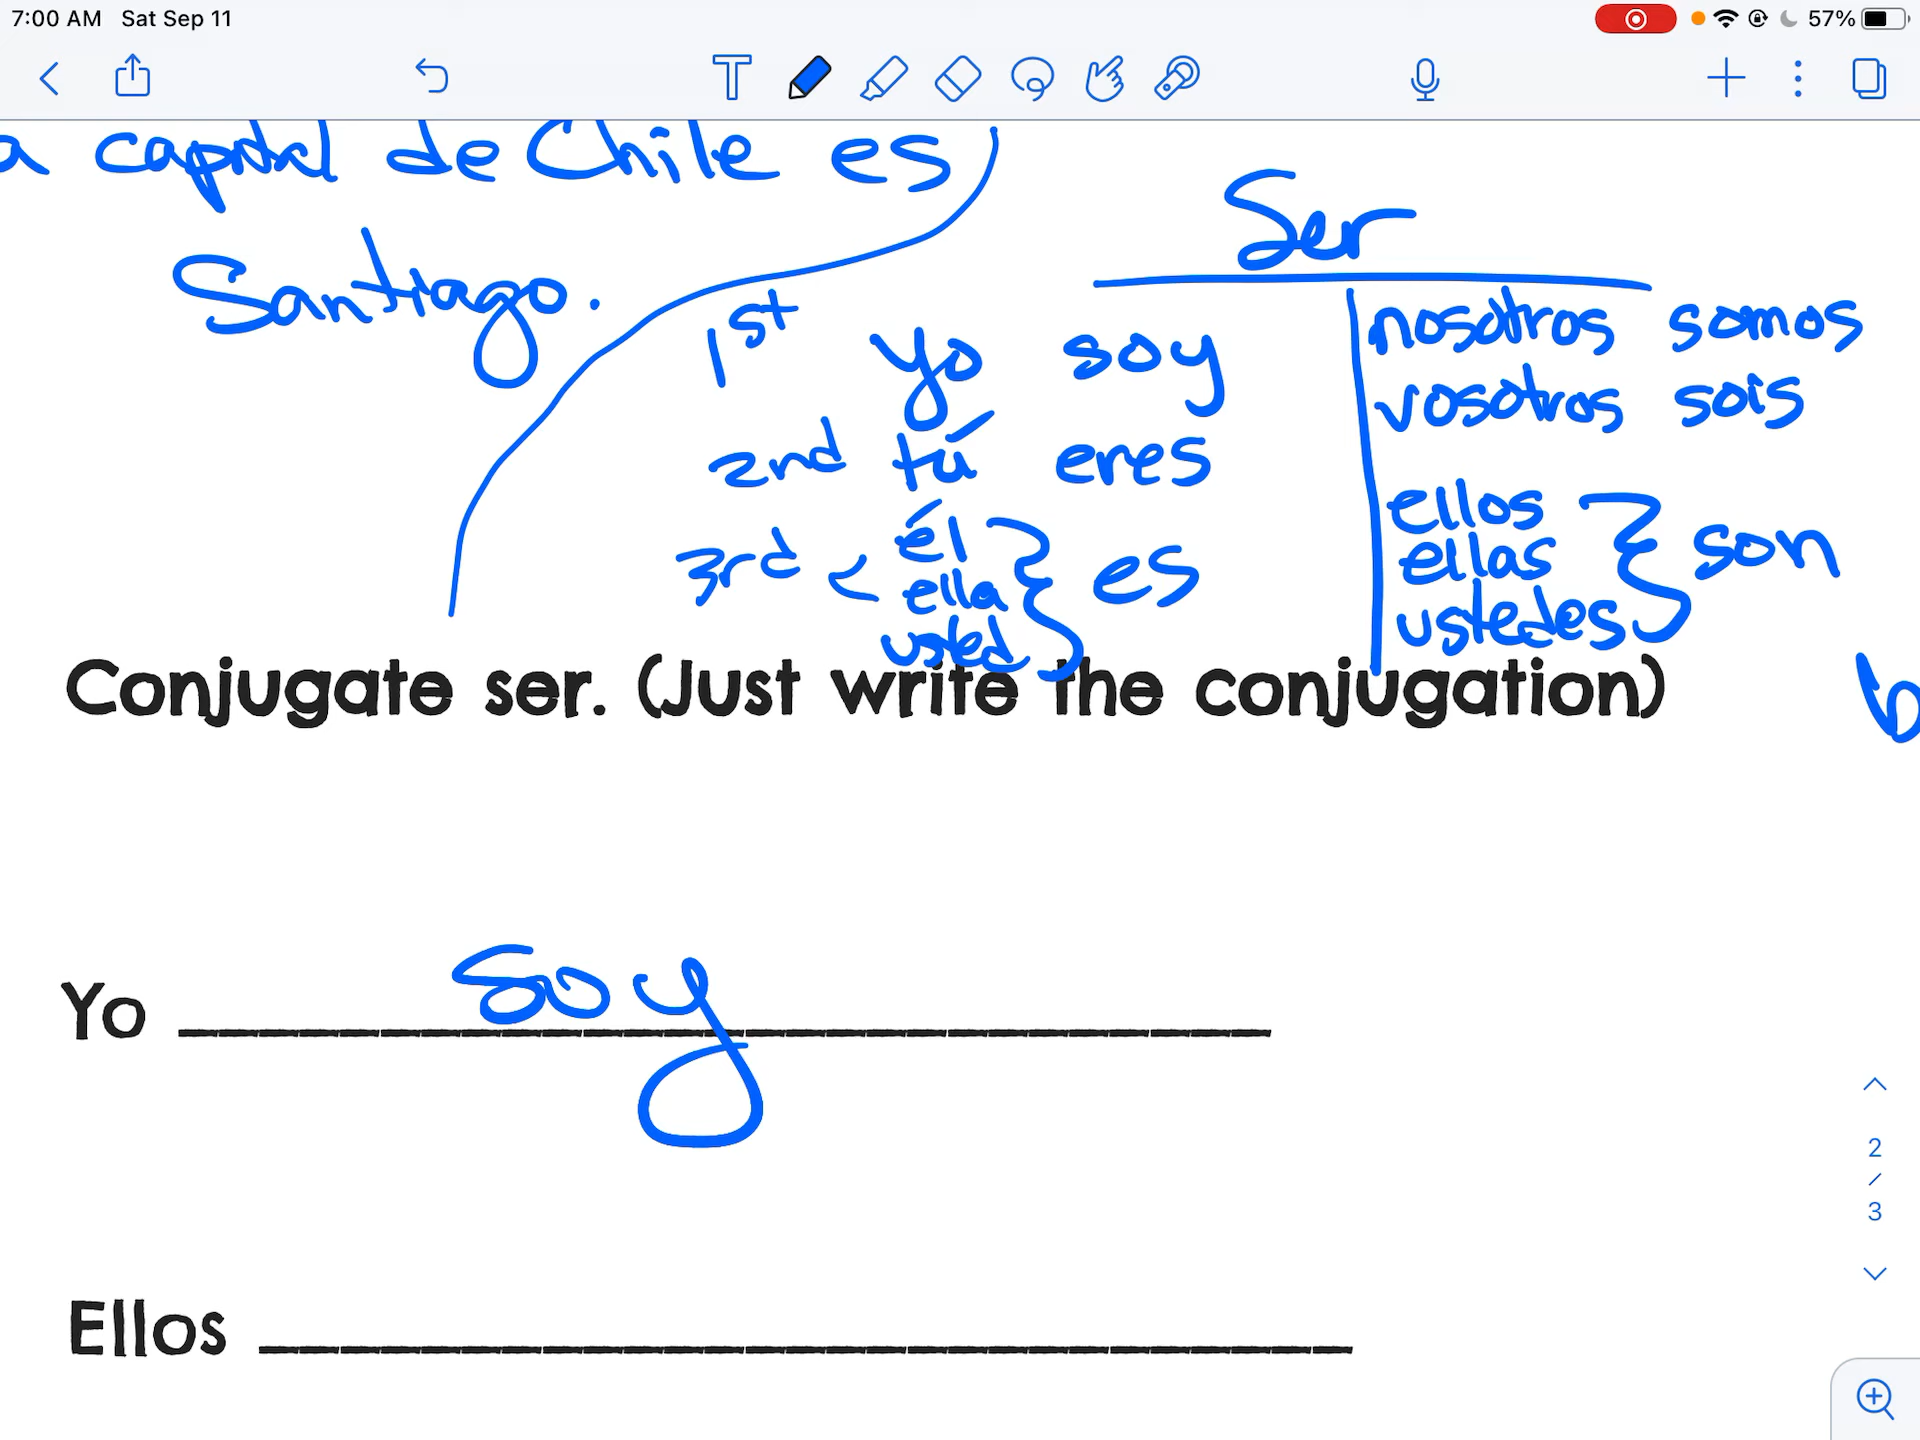 7:00 AM Sat Sep 11
57%
a capital de Chile es
Santiago.
Ser
1st yo soy
2nd tú eres
3rd él
ella
usted
es
nosotros somos
vosotros sois
ellos
ellas
ustedes
son
Conjugate ser. (Just write the conjugation)
Yo soy
Ellos
2
/
3